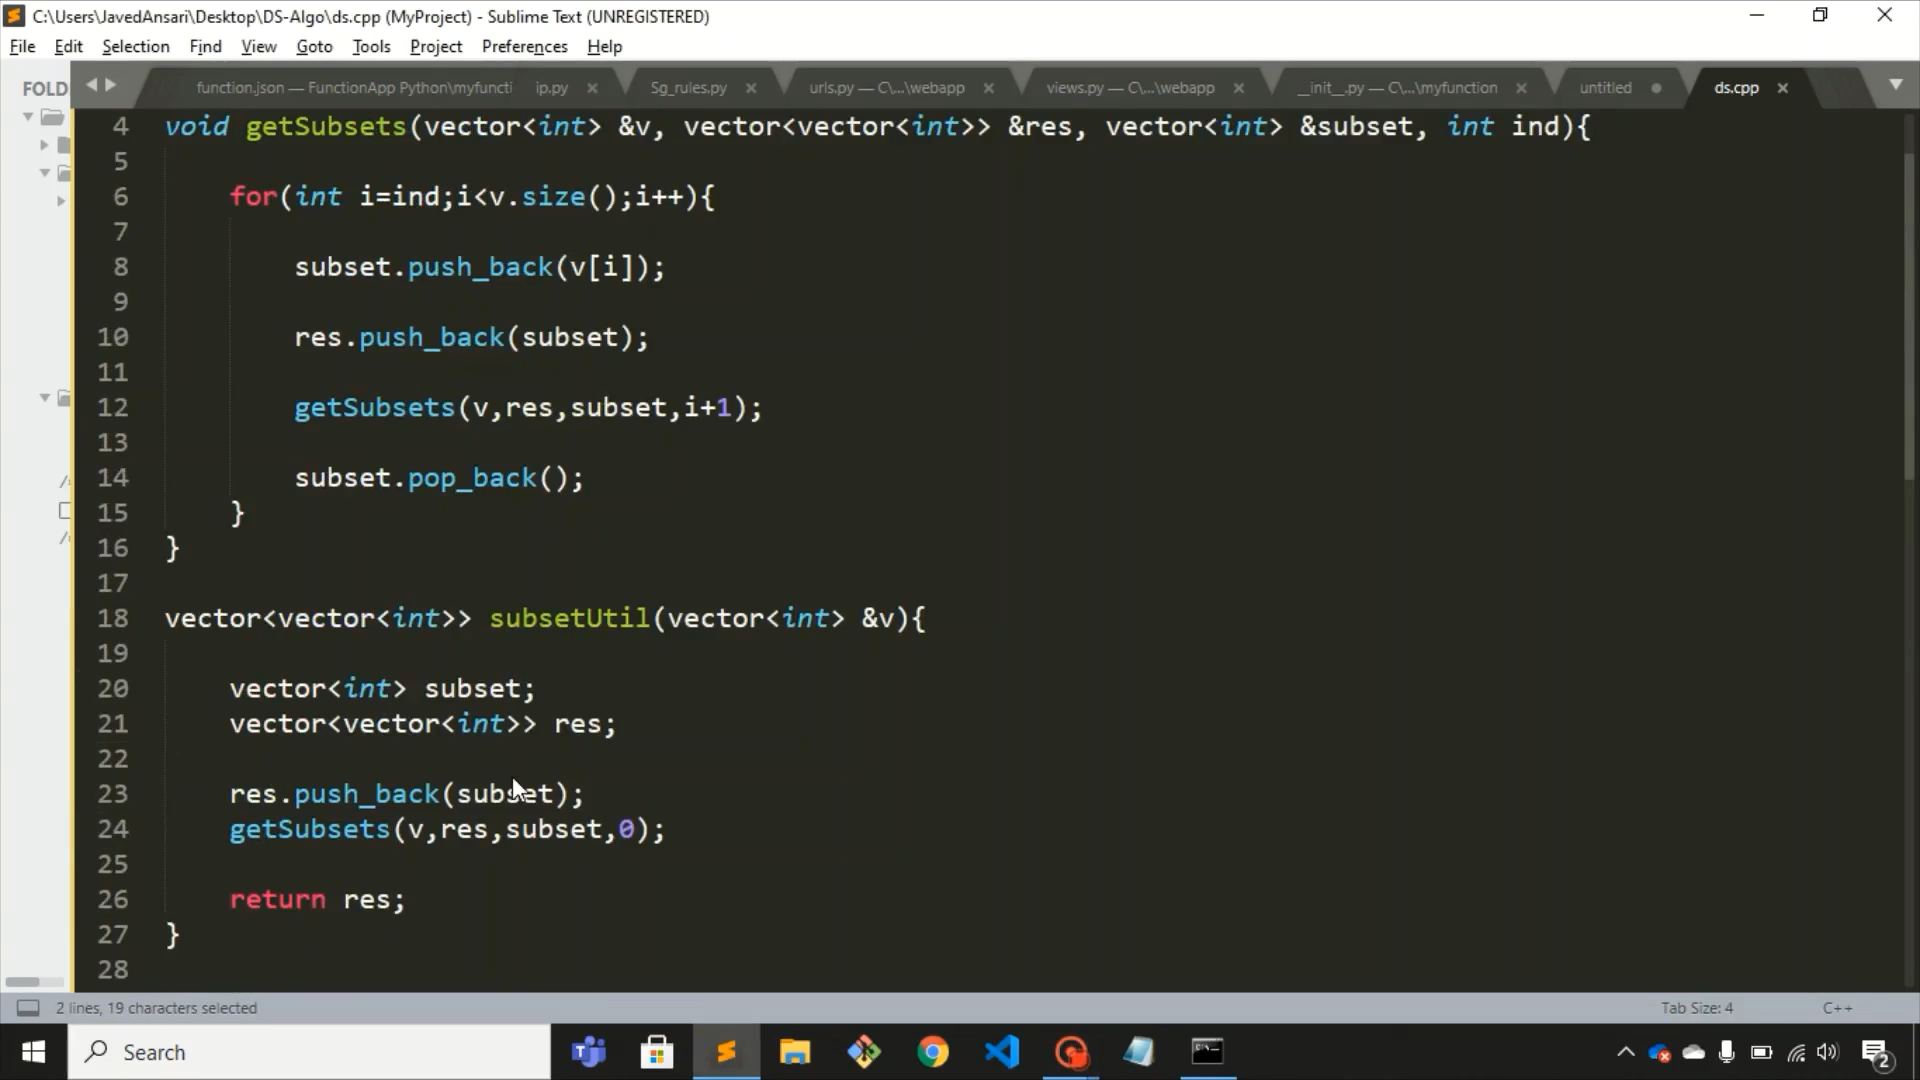 C:\Users\JavedAnsari\Desktop\DS-Algo\ds.cpp (MyProject) - Sublime Text (UNREGISTERED)
File Edit Selection Find View Goto Tools Project Preferences Help
FOLD
function.json — FunctionApp Python\myfuncti ip.py × Sg_rules.py × urls.py — C\...\webapp × views.py — C\...\webapp × __init__.py — C\...\myfunction × untitled ds.cpp ×
4 void getSubsets(vector<int> &v, vector<vector<int>> &res, vector<int> &subset, int ind){
5
6 for(int i=ind;i<v.size();i++){
7
8 subset.push_back(v[i]);
9
10 res.push_back(subset);
11
12 getSubsets(v,res,subset,i+1);
13
14 subset.pop_back();
15 }
16 }
17
18 vector<vector<int>> subsetUtil(vector<int> &v){
19
20 vector<int> subset;
21 vector<vector<int>> res;
22
23 res.push_back(subset);
24 getSubsets(v,res,subset,0);
25
26 return res;
27 }
28
2 lines, 19 characters selected Tab Size: 4 C++
Search 2